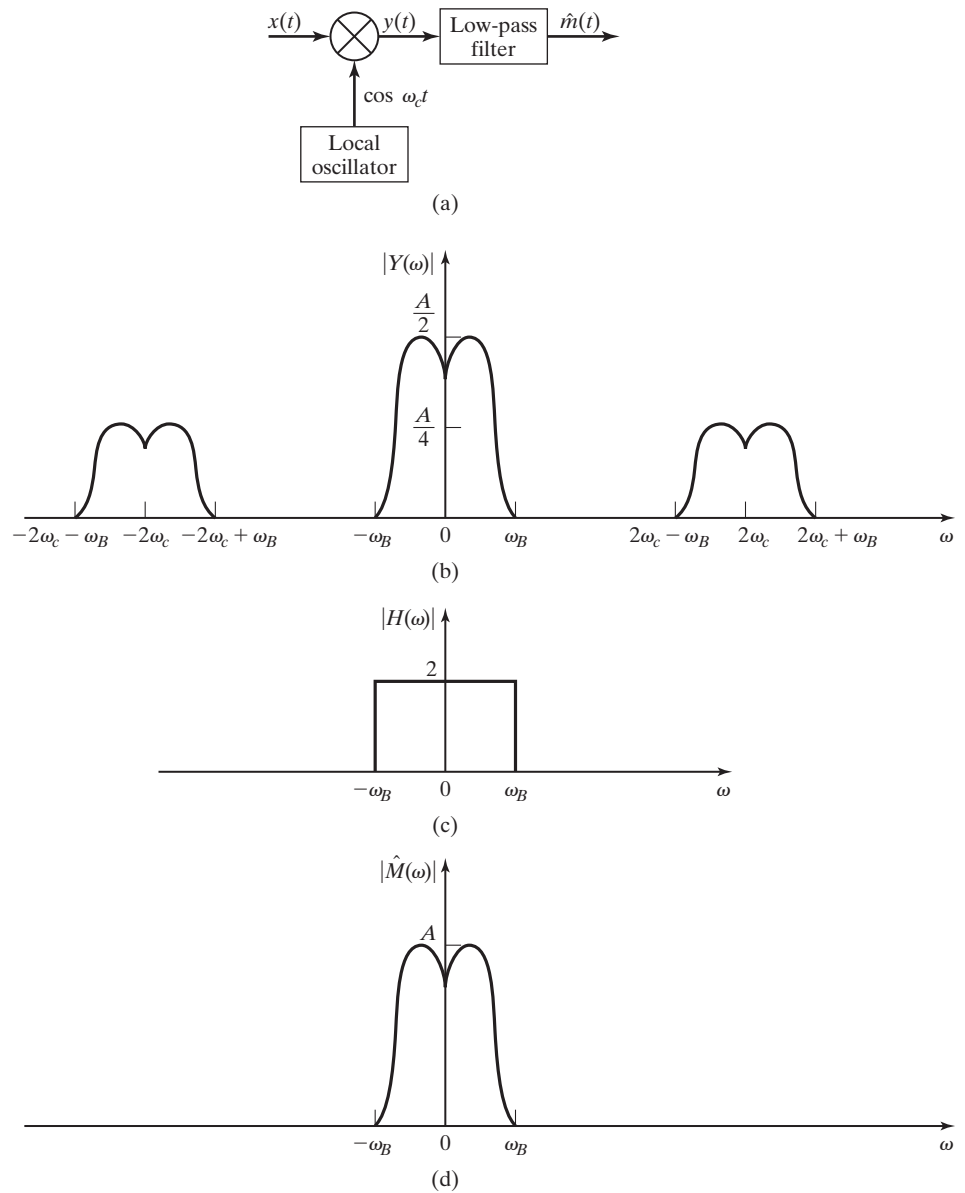 x(t) y(t) Low-pass filter m̂(t)
cos ω_c t
Local
oscillator
(a)
|Y(ω)|
A/2
A/4
−2ω_c − ω_B −2ω_c −2ω_c + ω_B −ω_B 0 ω_B 2ω_c − ω_B 2ω_c 2ω_c + ω_B ω
(b)
|H(ω)|
2
−ω_B 0 ω_B ω
(c)
|M̂(ω)|
A
−ω_B 0 ω_B ω
(d)